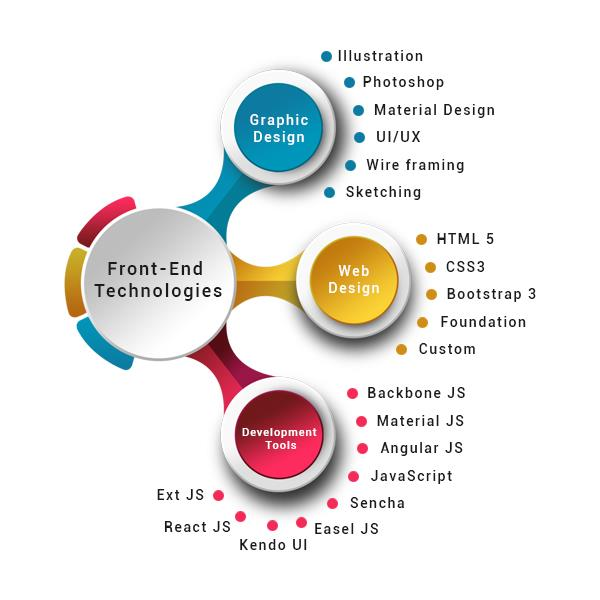 Front-End
Technologies
Graphic
Design
Illustration
Photoshop
Material Design
UI/UX
Wire framing
Sketching
Web
Design
HTML 5
CSS3
Bootstrap 3
Foundation
Custom
Development
Tools
Backbone JS
Material JS
Angular JS
JavaScript
Sencha
Easel JS
Kendo UI
React JS
Ext JS